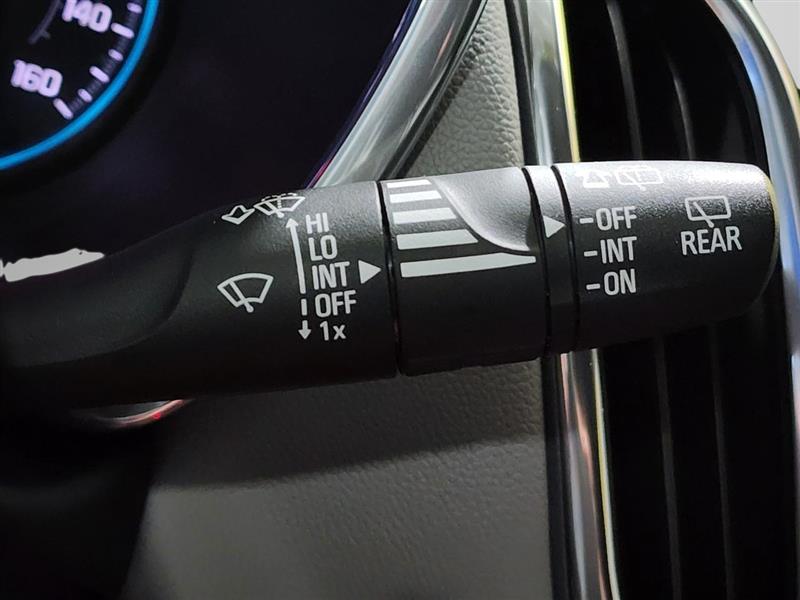 140
160
HI
LO
INT
OFF
1x
-OFF
-INT
-ON
REAR